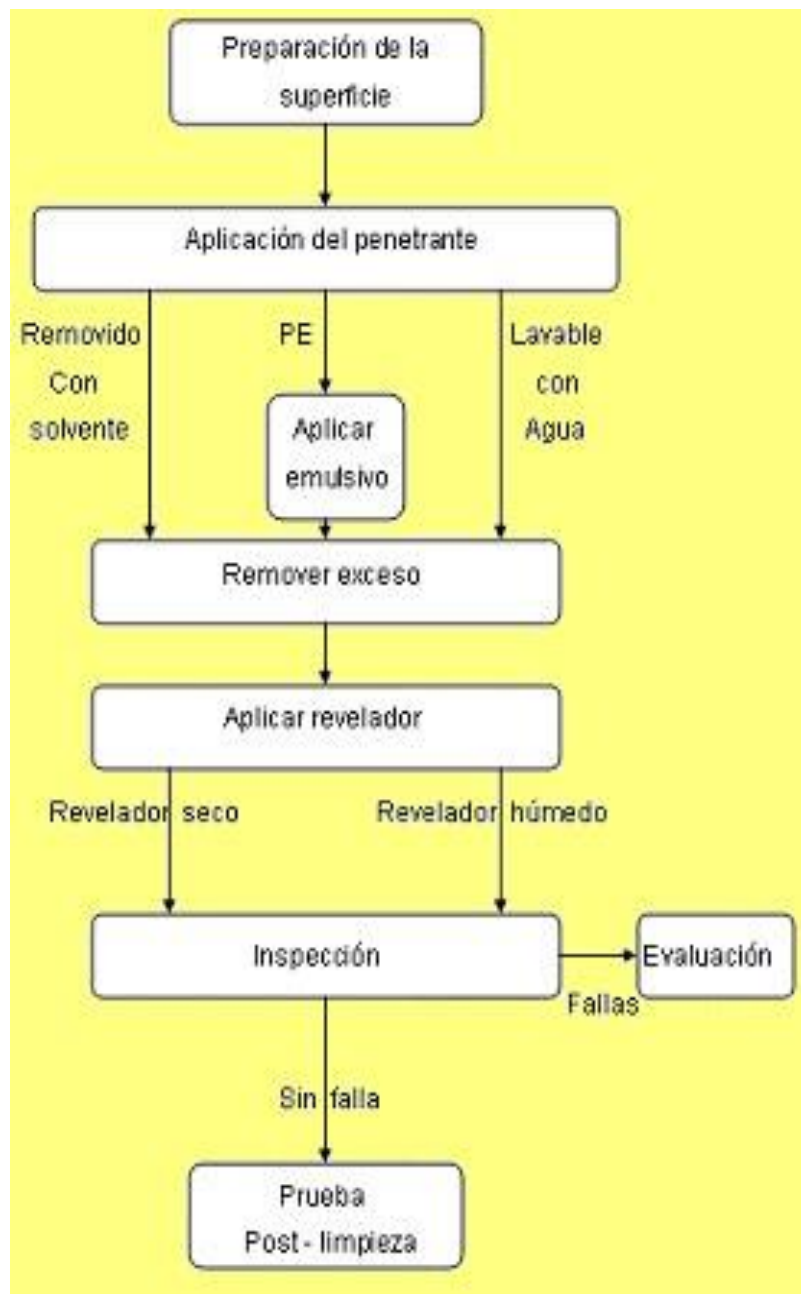 Preparación de la
superficie
Aplicación del penetrante
Removido
Con
solvente
PE
Lavable
con
Agua
Aplicar
emulsivo
Remover exceso
Aplicar revelador
Revelador seco
Revelador húmedo
Inspección
Evaluación
Fallas
Sin falla
Prueba
Post - limpieza